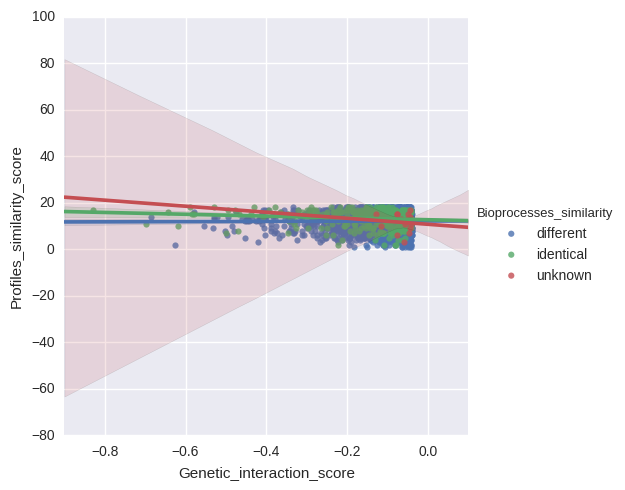 100
80
60
40
20
0
−20
−40
−60
−80
Profiles_similarity_score
−0.8
−0.6
−0.4
−0.2
0.0
Genetic_interaction_score
Bioprocesses_similarity
different
identical
unknown